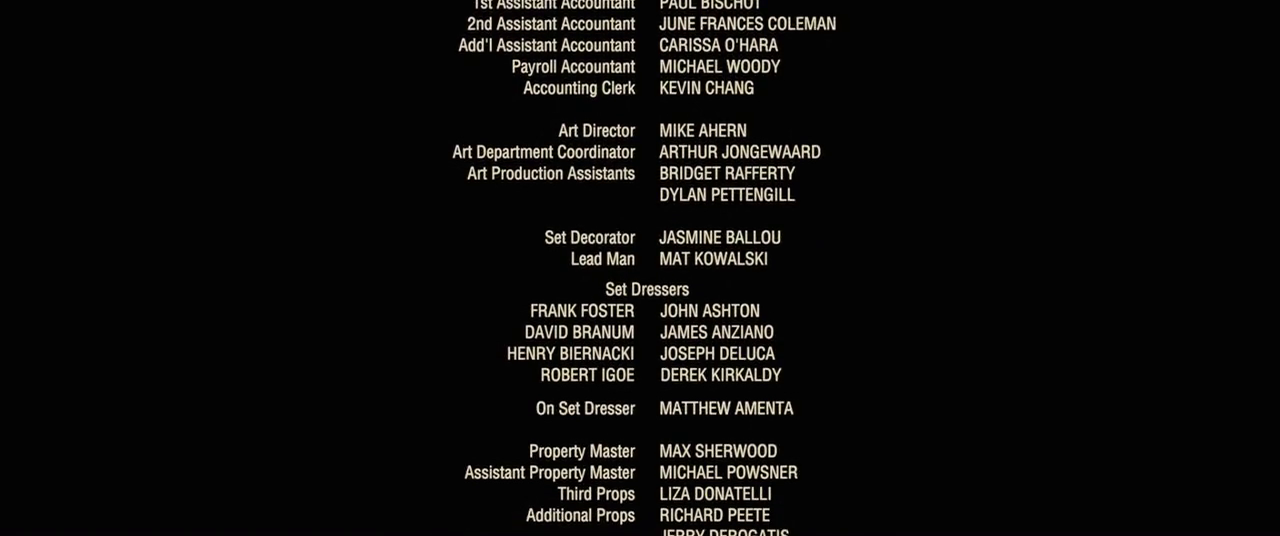 1st Assistant Accountant PAUL BISCHOT
2nd Assistant Accountant JUNE FRANCES COLEMAN
Add'l Assistant Accountant CARISSA O'HARA
Payroll Accountant MICHAEL WOODY
Accounting Clerk KEVIN CHANG
Art Director MIKE AHERN
Art Department Coordinator ARTHUR JONGEWAARD
Art Production Assistants BRIDGET RAFFERTY
DYLAN PETTENGILL
Set Decorator JASMINE BALLOU
Lead Man MAT KOWALSKI
Set Dressers
FRANK FOSTER JOHN ASHTON
DAVID BRANUM JAMES ANZIANO
HENRY BIERNACKI JOSEPH DELUCA
ROBERT IGOE DEREK KIRKALDY
On Set Dresser MATTHEW AMENTA
Property Master MAX SHERWOOD
Assistant Property Master MICHAEL POWSNER
Third Props LIZA DONATELLI
Additional Props RICHARD PEETE
JERRY DEROGATIS